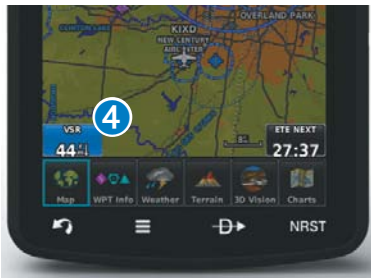 OVERLAND PARK
KIXD
NEW CENTURY
4
VSR
ETE NEXT
44
27:37
Map
WPT Info
Weather
Terrain
3D Vision
Charts
NRST